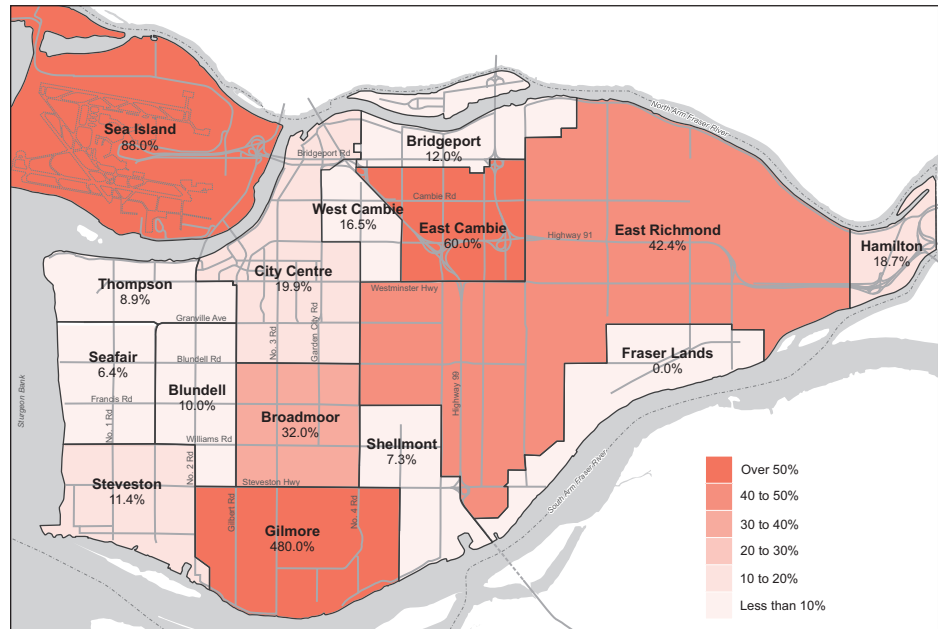 North Arm Fraser River
Sea Island
88.0%
Bridgeport
12.0%
Bridgeport Rd
Cambie Rd
West Cambie
16.5%
East Cambie
60.0%
East Richmond
42.4%
Highway 91
Hamilton
18.7%
City Centre
19.9%
Thompson
8.9%
Westminster Hwy
Granville Ave
No. 3 Rd
Garden City Rd
Seafair
6.4%
Blundell Rd
Fraser Lands
0.0%
Sturgeon Bank
Blundell
10.0%
Francis Rd
No. 1 Rd
Highway 99
Broadmoor
32.0%
Williams Rd
Shellmont
7.3%
No. 2 Rd
Steveston
11.4%
Steveston Hwy
South Arm Fraser River
Gilbert Rd
No. 4 Rd
Gilmore
480.0%
Over 50%
40 to 50%
30 to 40%
20 to 30%
10 to 20%
Less than 10%